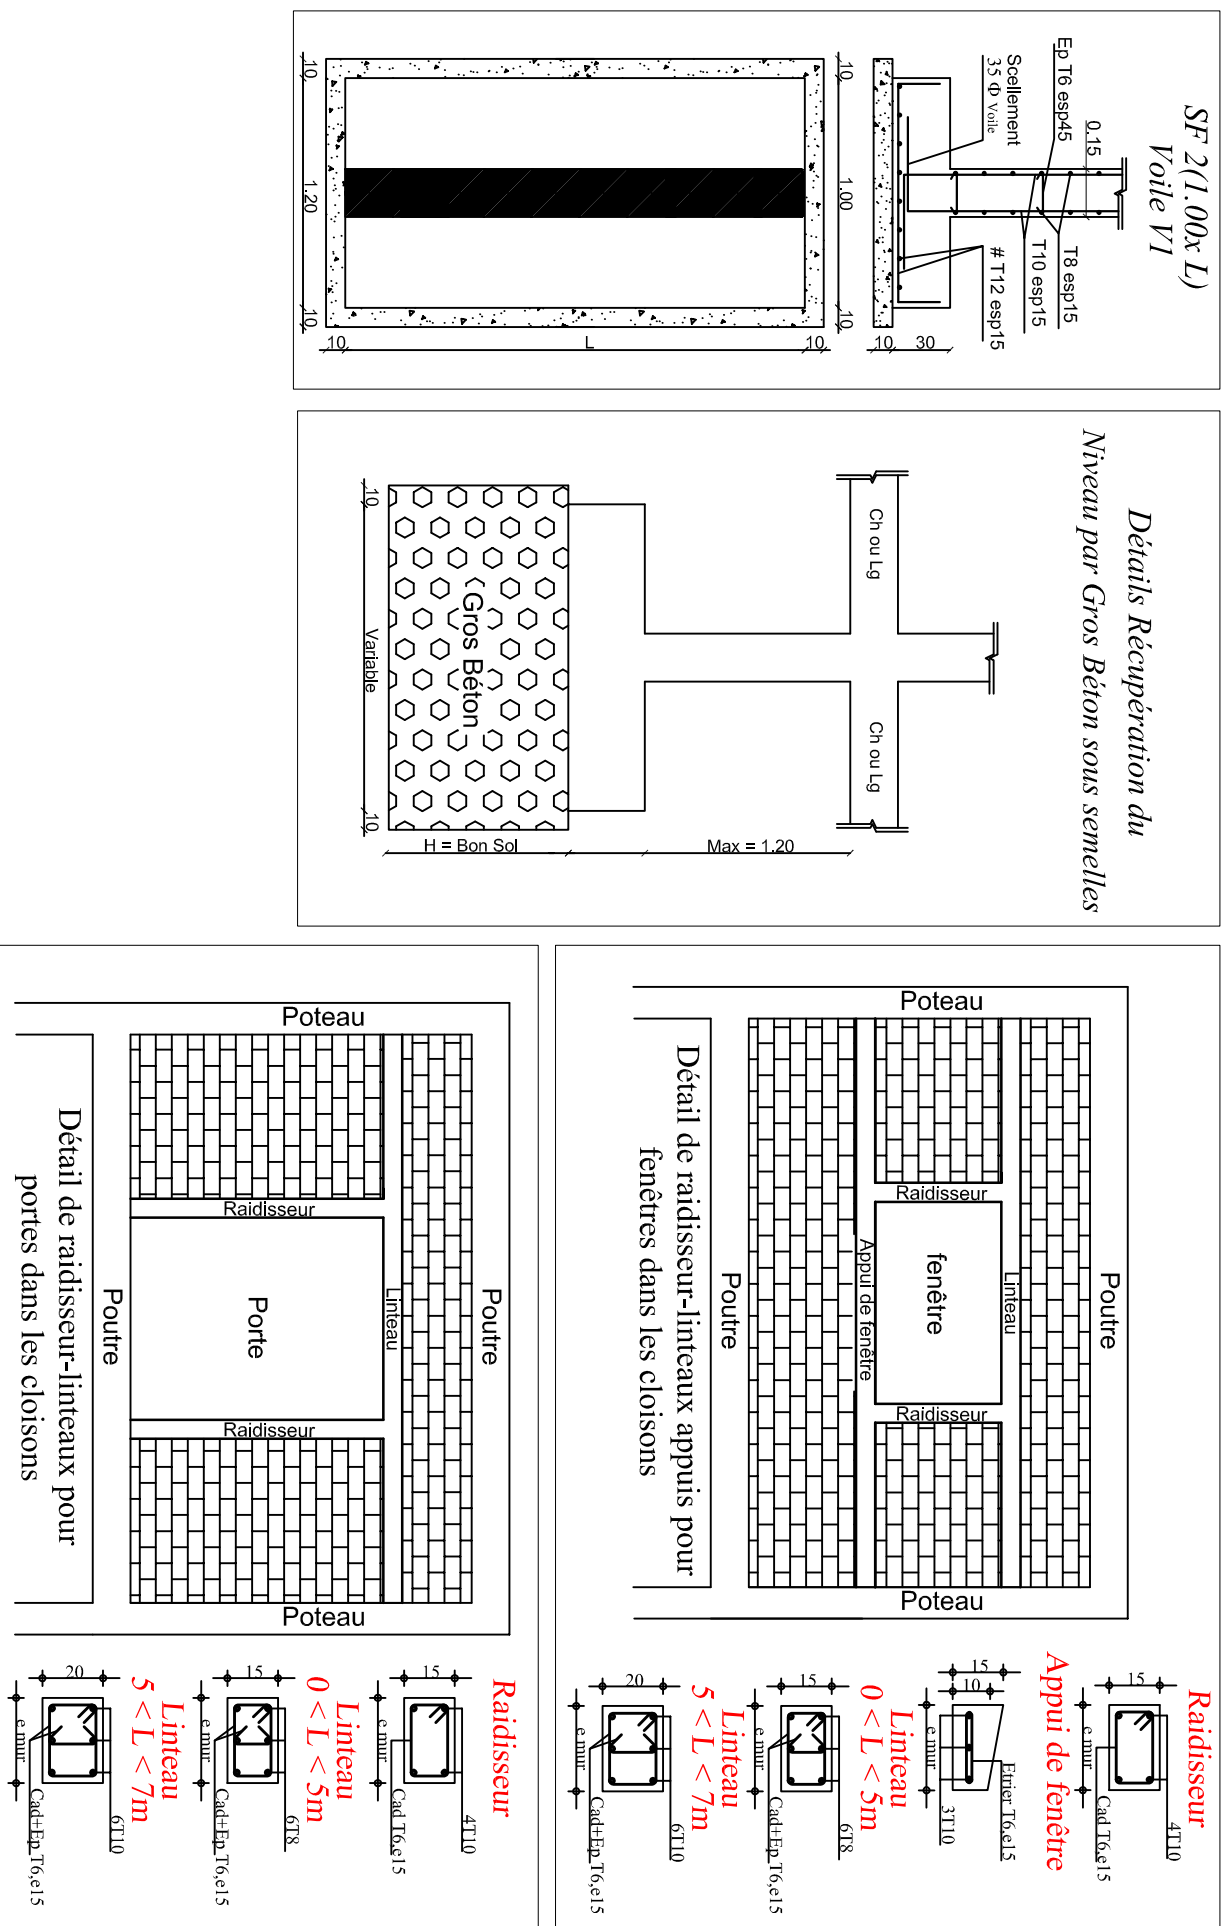 SF 2(1.00x L)
Voile V1
0.15
Ep T6 esp45
Scellement
35 Φ Voile
T8 esp15
T10 esp15
# T12 esp15
10
30
10
1.00
10
10
L
10
10
1.20
10
Détails Récupération du
Niveau par Gros Béton sous semelles
Ch ou Lg
Ch ou Lg
Max = 1.20
H = Bon Sol
Gros Béton
10
Variable
10
Poutre
Poteau
Linteau
Raidisseur
fenêtre
Raidisseur
Appui de fenêtre
Poteau
Poutre
Détail de raidisseur-linteaux appuis pour
fenêtres dans les cloisons
Raidisseur
15
4T10
e mur
Cad T6,e15
Appui de fenêtre
15
10
Etrier T6,e15
e mur
3T10
Linteau
0 < L < 5m
15
6T8
e mur
Cad+Ep T6,e15
Linteau
5 < L < 7m
20
6T10
e mur
Cad+Ep T6,e15
Poutre
Poteau
Linteau
Raidisseur
Porte
Raidisseur
Poteau
Poutre
Détail de raidisseur-linteaux pour
portes dans les cloisons
Raidisseur
15
4T10
e mur
Cad T6,e15
Linteau
0 < L < 5m
15
6T8
e mur
Cad+Ep T6,e15
Linteau
5 < L < 7m
20
6T10
e mur
Cad+Ep T6,e15